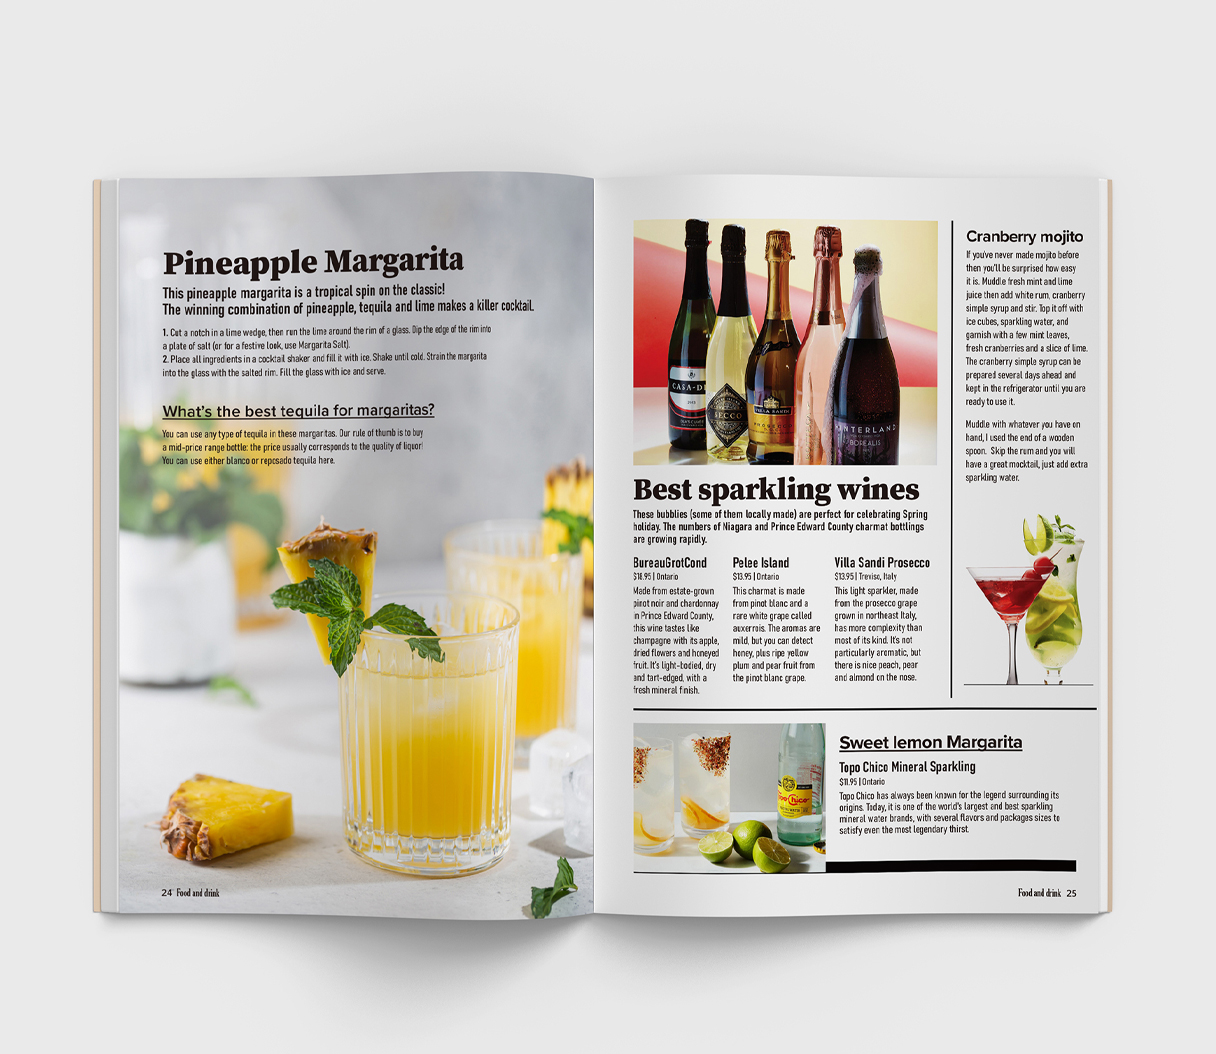 Pineapple Margarita
This pineapple margarita is a tropical spin on the classic!
The winning combination of pineapple, tequila and lime makes a killer cocktail.
1. Cut a notch in a lime wedge, then run the lime around the rim of a glass. Dip the edge of the rim into
a plate of salt (or for a festive look, use Margarita Salt).
2. Place all ingredients in a cocktail shaker and fill it with ice. Shake until cold. Strain the margarita
into the glass with the salted rim. Fill the glass with ice and serve.
What's the best tequila for margaritas?
You can use any type of tequila in these margaritas. Our rule of thumb is to buy
a mid-price range bottle: the price usually corresponds to the quality of liquor!
You can use either blanco or reposado tequila here.
24 Food and drink
CASA-DE
SECCO
VILLA SANDI
PROSECCO
WINTERLAND
BOREALIS
Best sparkling wines
These bubblies (some of them locally made) are perfect for celebrating Spring
holiday. The numbers of Niagara and Prince Edward County charmat bottlings
are growing rapidly.
BureauGrotCond
$18.95 | Ontario
Made from estate-grown
pinot noir and chardonnay
in Prince Edward County,
this wine tastes like
champagne with its apple,
dried flowers and honeyed
fruit. It's light-bodied, dry
and tart-edged, with a
fresh mineral finish.
Pelee Island
$13.95 | Ontario
This charmat is made
from pinot blanc and a
rare white grape called
auxerrois. The aromas are
mild, but you can detect
honey, plus ripe yellow
plum and pear fruit from
the pinot blanc grape.
Villa Sandi Prosecco
$13.95 | Treviso, Italy
This light sparkler, made
from the prosecco grape
grown in northeast Italy,
has more complexity than
most of its kind. It's not
particularly aromatic, but
there is nice peach, pear
and almond on the nose.
Cranberry mojito
If you've never made mojito before
then you'll be surprised how easy
it is. Muddle fresh mint and lime
juice then add white rum, cranberry
simple syrup and stir. Top it off with
ice cubes, sparkling water, and
garnish with a few mint leaves,
fresh cranberries and a slice of lime.
The cranberry simple syrup can be
prepared several days ahead and
kept in the refrigerator until you are
ready to use it.
Muddle with whatever you have on
hand, I used the end of a wooden
spoon. Skip the rum and you will
have a great mocktail, just add extra
sparkling water.
Topo Chico
Sweet lemon Margarita
Topo Chico Mineral Sparkling
$11.95 | Ontario
Topo Chico has always been known for the legend surrounding its
origins. Today, it is one of the world's largest and best sparkling
mineral water brands, with several flavors and packages sizes to
satisfy even the most legendary thirst.
Food and drink 25